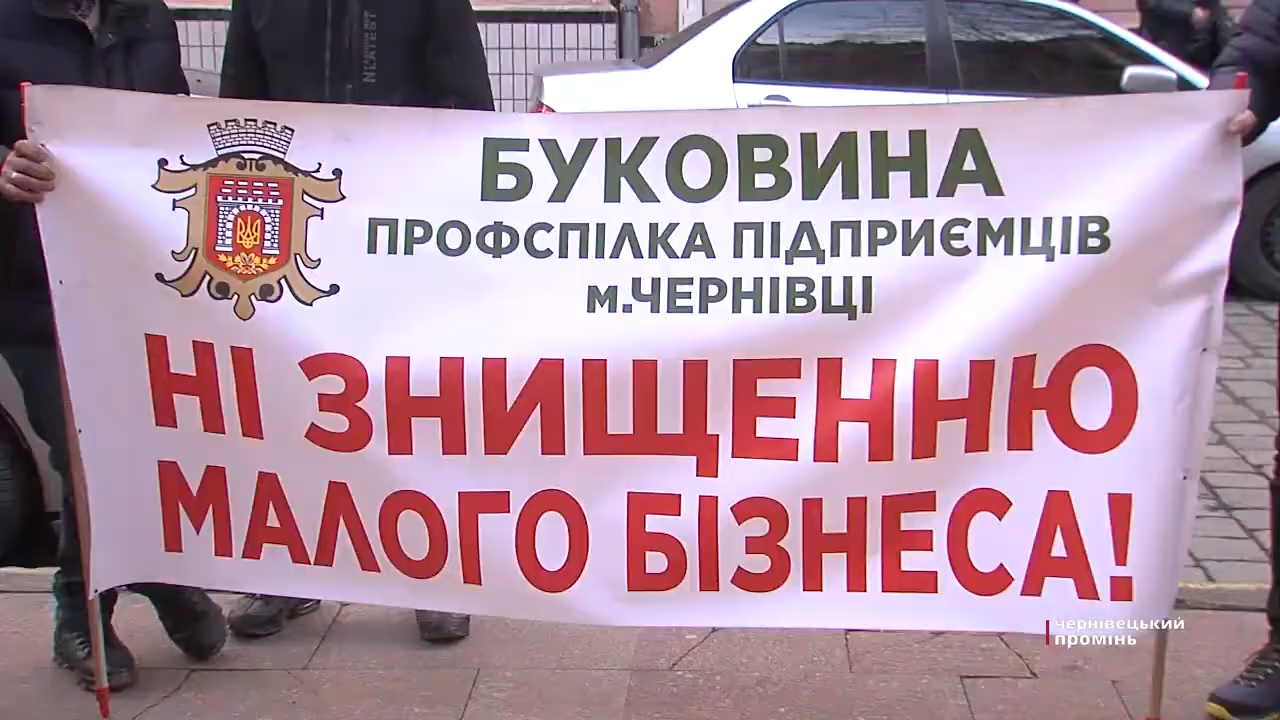 БУКОВИНА
ПРОФСПІЛКА ПІДПРИЄМЦІВ
м.ЧЕРНІВЦІ
НІ ЗНИЩЕННЮ
МАЛОГО БІЗНЕСА!
чернівецький
промінь